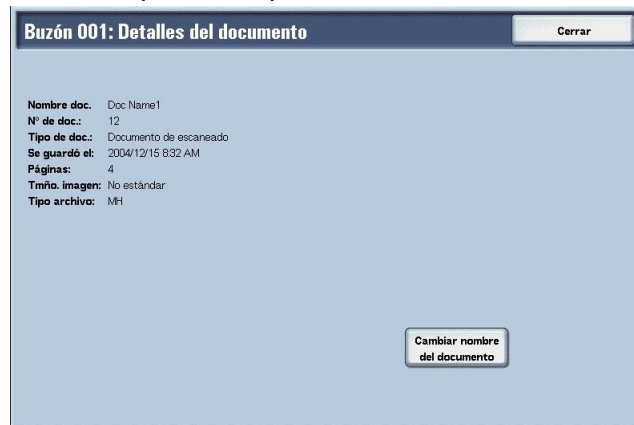 Buzón 001: Detalles del documento
Cerrar
Nombre doc. Doc Name1
Nº de doc.: 12
Tipo de doc.: Documento de escaneado
Se guardó el: 2004/12/15 8:32 AM
Páginas: 4
Tmño. imagen: No estándar
Tipo archivo: MH
Cambiar nombre
del documento